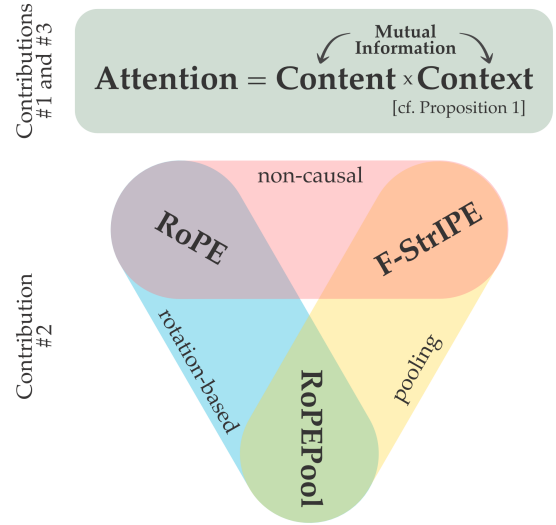 Contributions
#1 and #3
Mutual
Information
Attention = Content × Context
[cf. Proposition 1]
Contribution
#2
non-causal
RoPE
F-StrIPE
rotation-based
pooling
RoPEPool